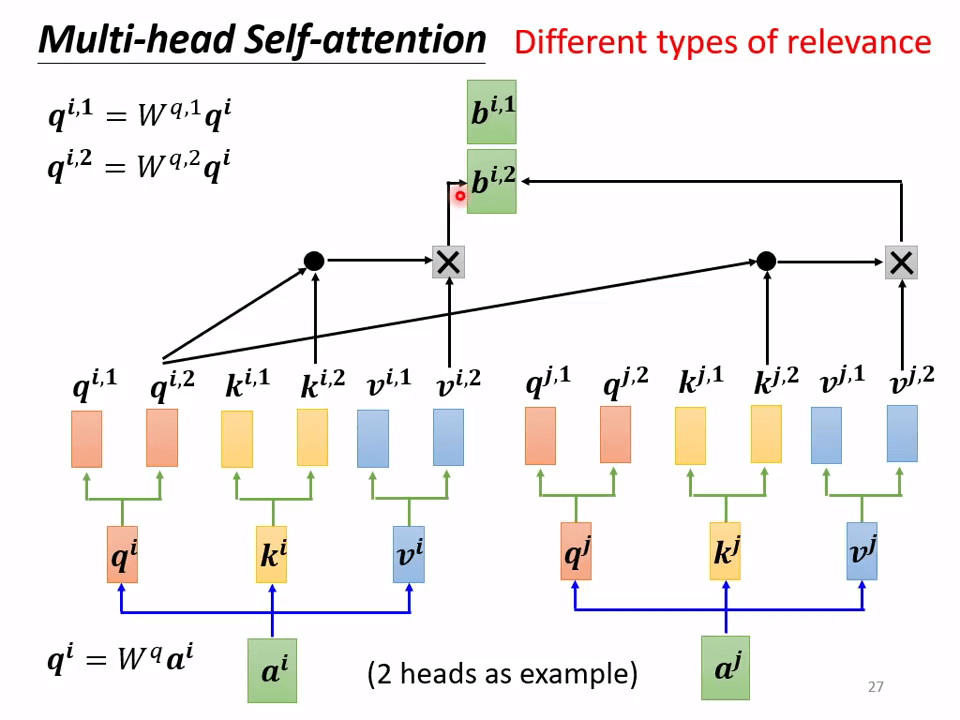 Multi-head Self-attention Different types of relevance
q^{i,1} = W^{q,1}q^i
q^{i,2} = W^{q,2}q^i
b^{i,1}
b^{i,2}
q^{i,1} q^{i,2} k^{i,1} k^{i,2} v^{i,1} v^{i,2} q^{j,1} q^{j,2} k^{j,1} k^{j,2} v^{j,1} v^{j,2}
q^i k^i v^i q^j k^j v^j
q^i = W^q a^i
a^i (2 heads as example) a^j
27